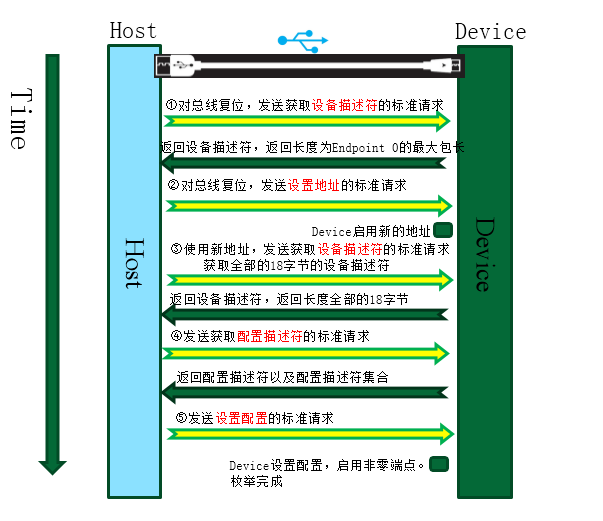 Host
Device
Time
①对总线复位，发送获取设备描述符的标准请求
返回设备描述符，返回长度为Endpoint 0的最大包长
②对总线复位，发送设置地址的标准请求
Device启用新的地址
Host
Device
③使用新地址，发送获取设备描述符的标准请求
获取全部的18字节的设备描述符
返回设备描述符，返回长度全部的18字节
④发送获取配置描述符的标准请求
返回配置描述符以及配置描述符集合
⑤发送设置配置的标准请求
Device设置配置，启用非零端点。
枚举完成